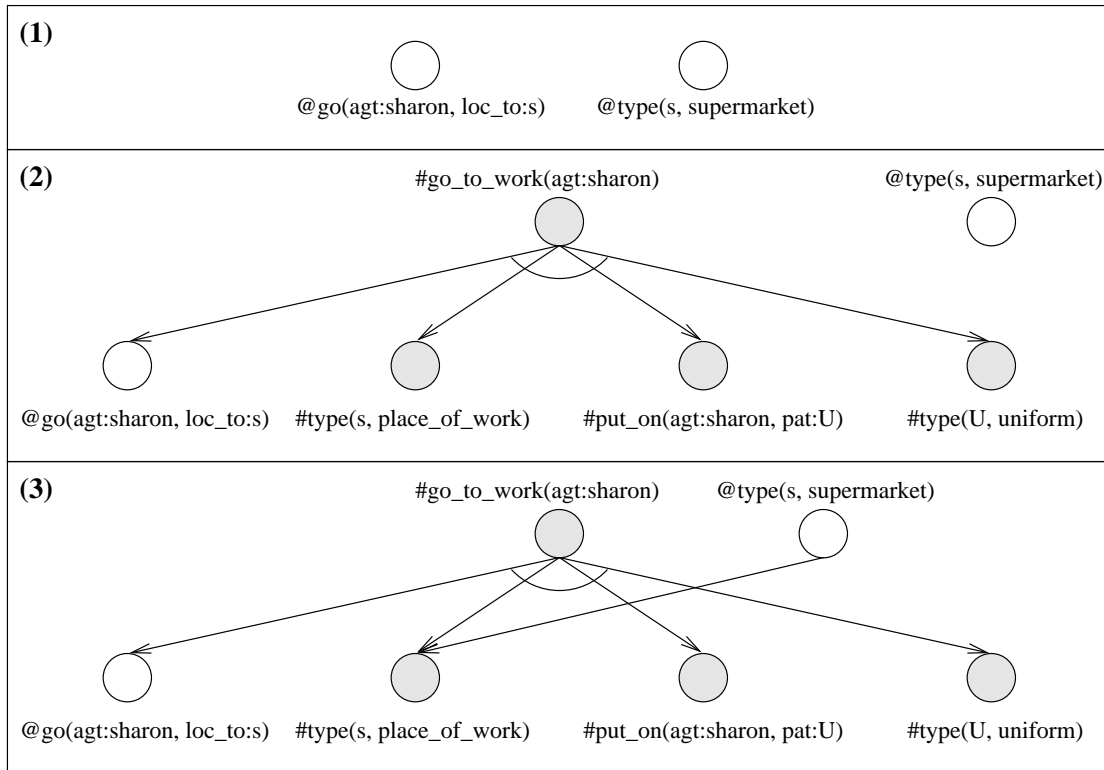 (1)
@go(agt:sharon, loc_to:s) @type(s, supermarket)
(2)
#go_to_work(agt:sharon) @type(s, supermarket)
@go(agt:sharon, loc_to:s) #type(s, place_of_work) #put_on(agt:sharon, pat:U) #type(U, uniform)
(3)
#go_to_work(agt:sharon) @type(s, supermarket)
@go(agt:sharon, loc_to:s) #type(s, place_of_work) #put_on(agt:sharon, pat:U) #type(U, uniform)